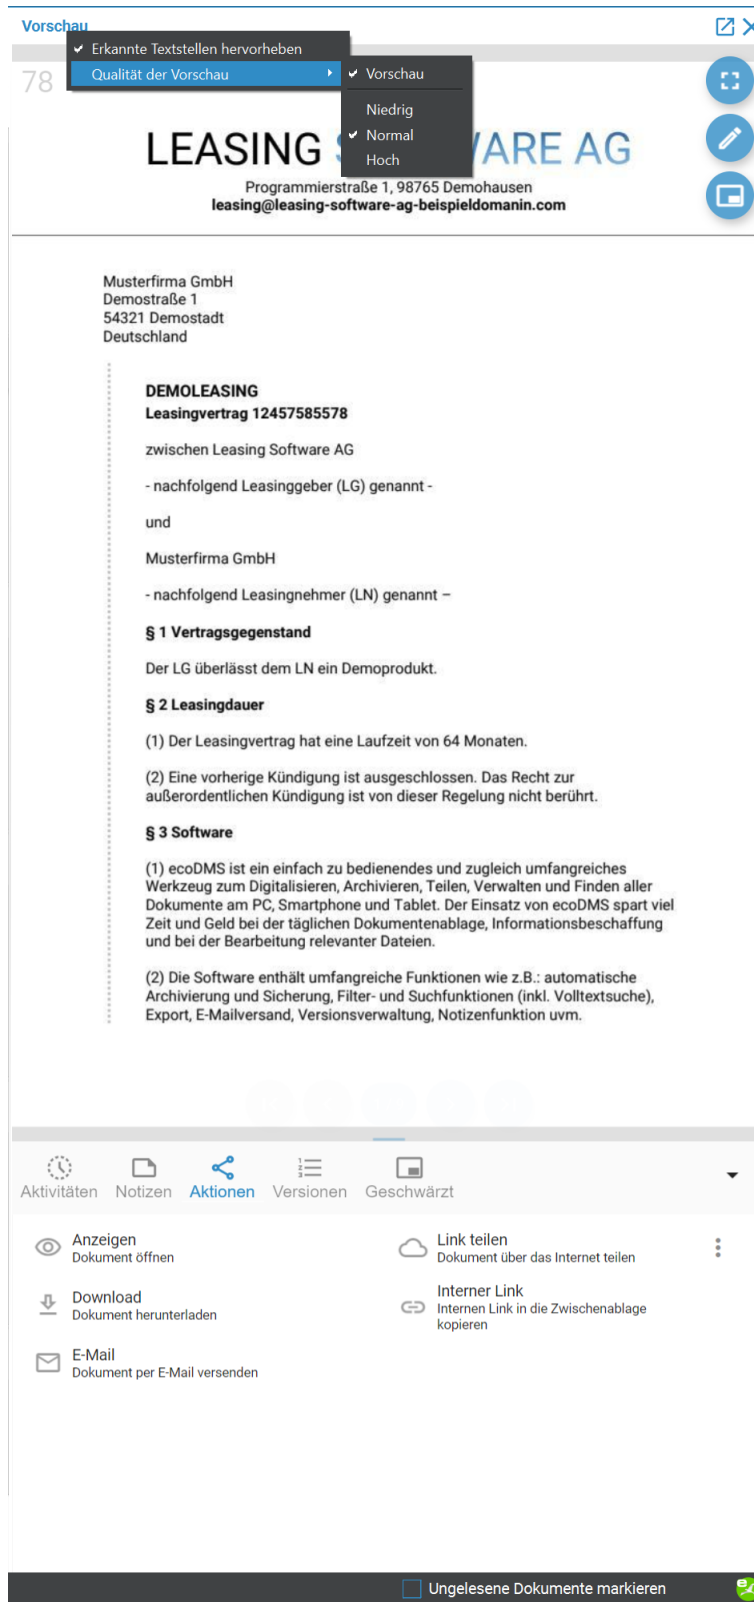 Vorschau
Erkannte Textstellen hervorheben
Qualität der Vorschau
Vorschau
Niedrig
Normal
Hoch
78
LEASING WARE AG
Programmierstraße 1, 98765 Demohausen
leasing@leasing-software-ag-beispieldomanin.com
Musterfirma GmbH
Demostraße 1
54321 Demostadt
Deutschland
DEMOLEASING
Leasingvertrag 12457585578
zwischen Leasing Software AG
- nachfolgend Leasinggeber (LG) genannt -
und
Musterfirma GmbH
- nachfolgend Leasingnehmer (LN) genannt –
§ 1 Vertragsgegenstand
Der LG überlässt dem LN ein Demoprodukt.
§ 2 Leasingdauer
(1) Der Leasingvertrag hat eine Laufzeit von 64 Monaten.
(2) Eine vorherige Kündigung ist ausgeschlossen. Das Recht zur
außerordentlichen Kündigung ist von dieser Regelung nicht berührt.
§ 3 Software
(1) ecoDMS ist ein einfach zu bedienendes und zugleich umfangreiches
Werkzeug zum Digitalisieren, Archivieren, Teilen, Verwalten und Finden aller
Dokumente am PC, Smartphone und Tablet. Der Einsatz von ecoDMS spart viel
Zeit und Geld bei der täglichen Dokumentenablage, Informationsbeschaffung
und bei der Bearbeitung relevanter Dateien.
(2) Die Software enthält umfangreiche Funktionen wie z.B.: automatische
Archivierung und Sicherung, Filter- und Suchfunktionen (inkl. Volltextsuche),
Export, E-Mailversand, Versionsverwaltung, Notizenfunktion uvm.
Aktivitäten Notizen Aktionen Versionen Geschwärzt
Anzeigen
Dokument öffnen
Link teilen
Dokument über das Internet teilen
Download
Dokument herunterladen
Interner Link
Internen Link in die Zwischenablage
kopieren
E-Mail
Dokument per E-Mail versenden
Ungelesene Dokumente markieren